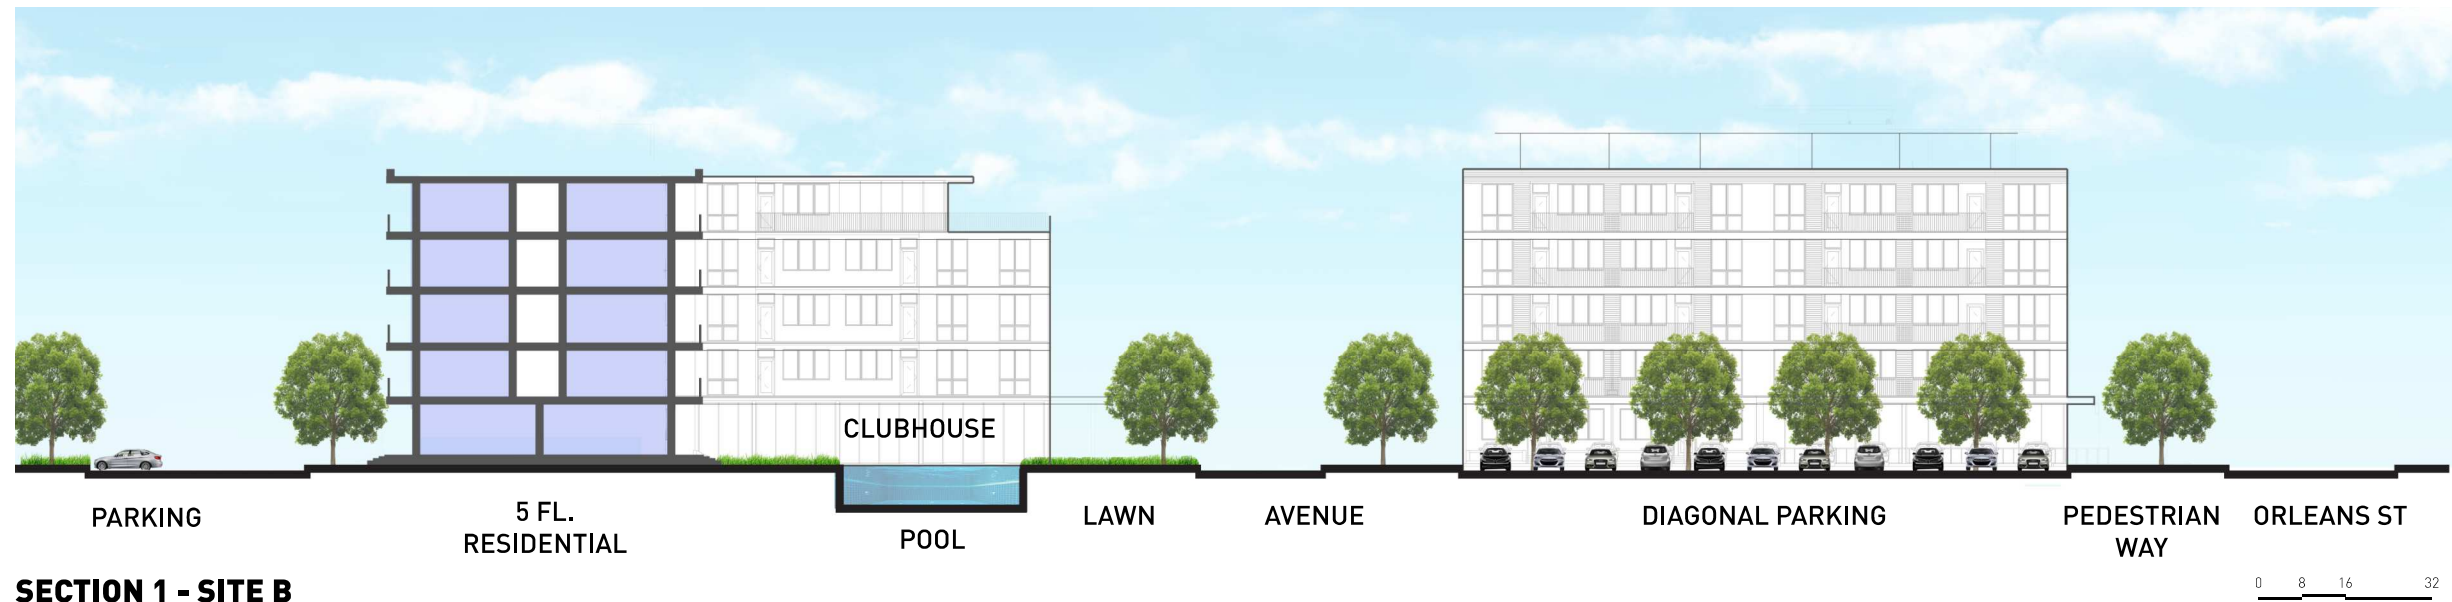 CLUBHOUSE
PARKING
5 FL.
RESIDENTIAL
POOL
LAWN
AVENUE
DIAGONAL PARKING
PEDESTRIAN
WAY
ORLEANS ST
SECTION 1 - SITE B
0 8 16 32